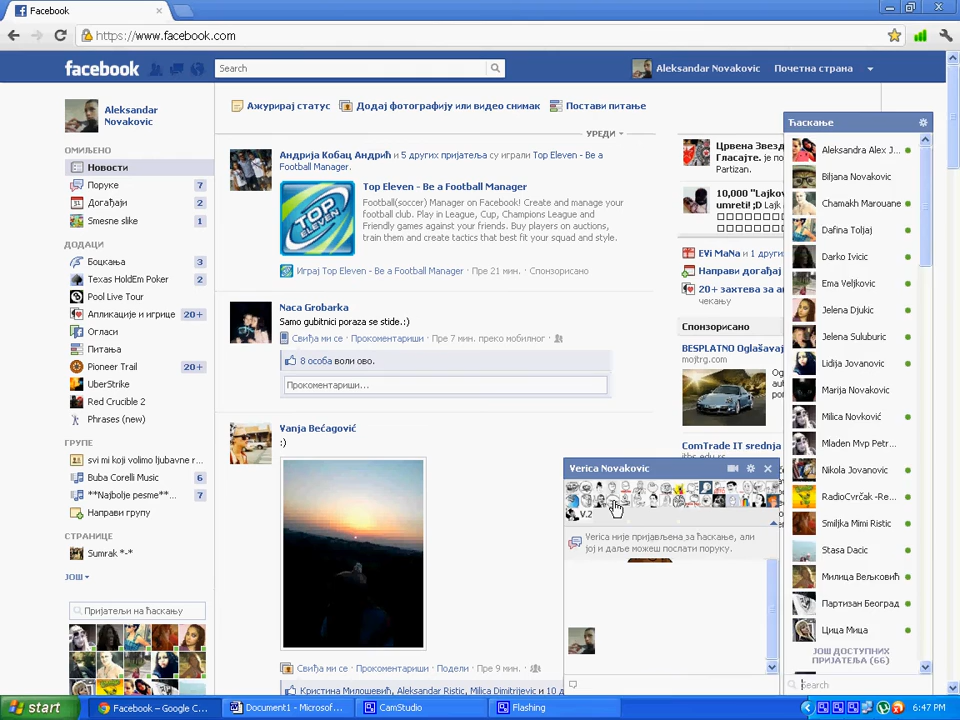 Facebook
https://www.facebook.com
facebook
Search
Aleksandar Novakovic
Почетна страна
Aleksandar
Novakovic
ОМИЉЕНО
Новости
Поруке 7
Догађаји 2
Smesne slike 1
ДОДАЦИ
Боцкања 3
Texas HoldEm Poker 2
Pool Live Tour
Апликације и игрице 20+
Огласи
Питања
Pioneer Trail 20+
UberStrike
Red Crucible 2
Phrases (new)
ГРУПЕ
svi mi koji volimo ljubavne r...
Buba Corelli Music 6
**Najbolje pesme**... 7
Направи групу
СТРАНИЦЕ
Sumrak *-*
ЈОШ
Пријатељи на ћаскању
Ажурирај статус
Додај фотографију или видео снимак
Постави питање
УРЕДИ
Андрија Кобац Андрић и 5 других пријатеља су играли Top Eleven - Be a
Football Manager.
TOP ELEVEN
Top Eleven - Be a Football Manager
Football(soccer) Manager on Facebook! Create and manage your
football club. Play in League, Cup, Champions League and
Friendly games against your friends. Buy players on auctions,
train them and create tactics that best fit your squad and style.
Играј Top Eleven - Be a Football Manager · Пре 21 мин. · Спонзорисано
Naca Grobarka
Samo gubitnici poraza se stide.:)
Свиђа ми се · Прокоментариши · Пре 7 мин. преко мобилног
8 особа воли ово.
Прокоментариши...
Vanja Bećagović
:)
Свиђа ми се · Прокоментариши · Подели · Пре 9 мин.
Кристина Милошевић, Aleksandar Ristic, Milica Dimitrijevic и 10 д
Црвена Звезд
Гласајте. је по
Partizan.
10,000 "Lajkov
umreti! ;D Lajk
EVi MaNa и 1 други
Направи догађај
20+ захтева за
чекању
Спонзорисано
BESPLATNO Oglašavaj
mojtrg.com
ComTrade IT srednja
Verica Novakovic
V.2
Verica није пријављена за ћаскање, али
јој и даље можеш послати поруку.
Ћаскање
Aleksandra Alex J...
Biljana Novakovic
Chamakh Marouane
Dafina Toljaj
Darko Ivicic
Ema Veljkovic
Jelena Djukic
Jelena Suluburic
Lidija Jovanovic
Marija Novakovic
Milica Novković
Mladen Mvp Petr...
Nikola Jovanovic
RadioCvrčak -Re...
Smiljka Mimi Ristic
Stasa Dacic
Милица Вељковић
Партизан Београд
Цица Мица
ЈОШ ДОСТУПНИХ
ПРИЈАТЕЉА (66)
Search
start
Facebook – Google C...
Document1 - Microsof...
CamStudio
Flashing
6:47 PM